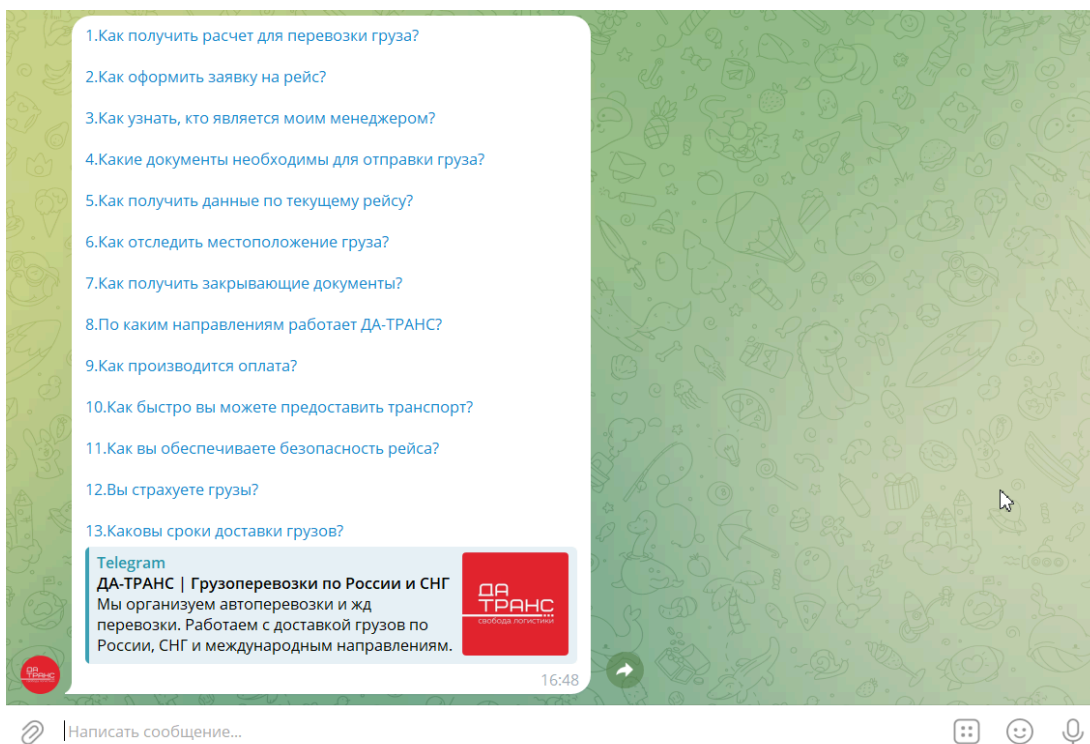 1.Как получить расчет для перевозки груза?
2.Как оформить заявку на рейс?
3.Как узнать, кто является моим менеджером?
4.Какие документы необходимы для отправки груза?
5.Как получить данные по текущему рейсу?
6.Как отследить местоположение груза?
7.Как получить закрывающие документы?
8.По каким направлениям работает ДА-ТРАНС?
9.Как производится оплата?
10.Как быстро вы можете предоставить транспорт?
11.Как вы обеспечиваете безопасность рейса?
12.Вы страхуете грузы?
13.Каковы сроки доставки грузов?
Telegram
ДА-ТРАНС | Грузоперевозки по России и СНГ
Мы организуем автоперевозки и жд
перевозки. Работаем с доставкой грузов по
России, СНГ и международным направлениям.
ДА
ТРАНС
свобода логистики
ДА
ТРАНС
16:48
Написать сообщение...